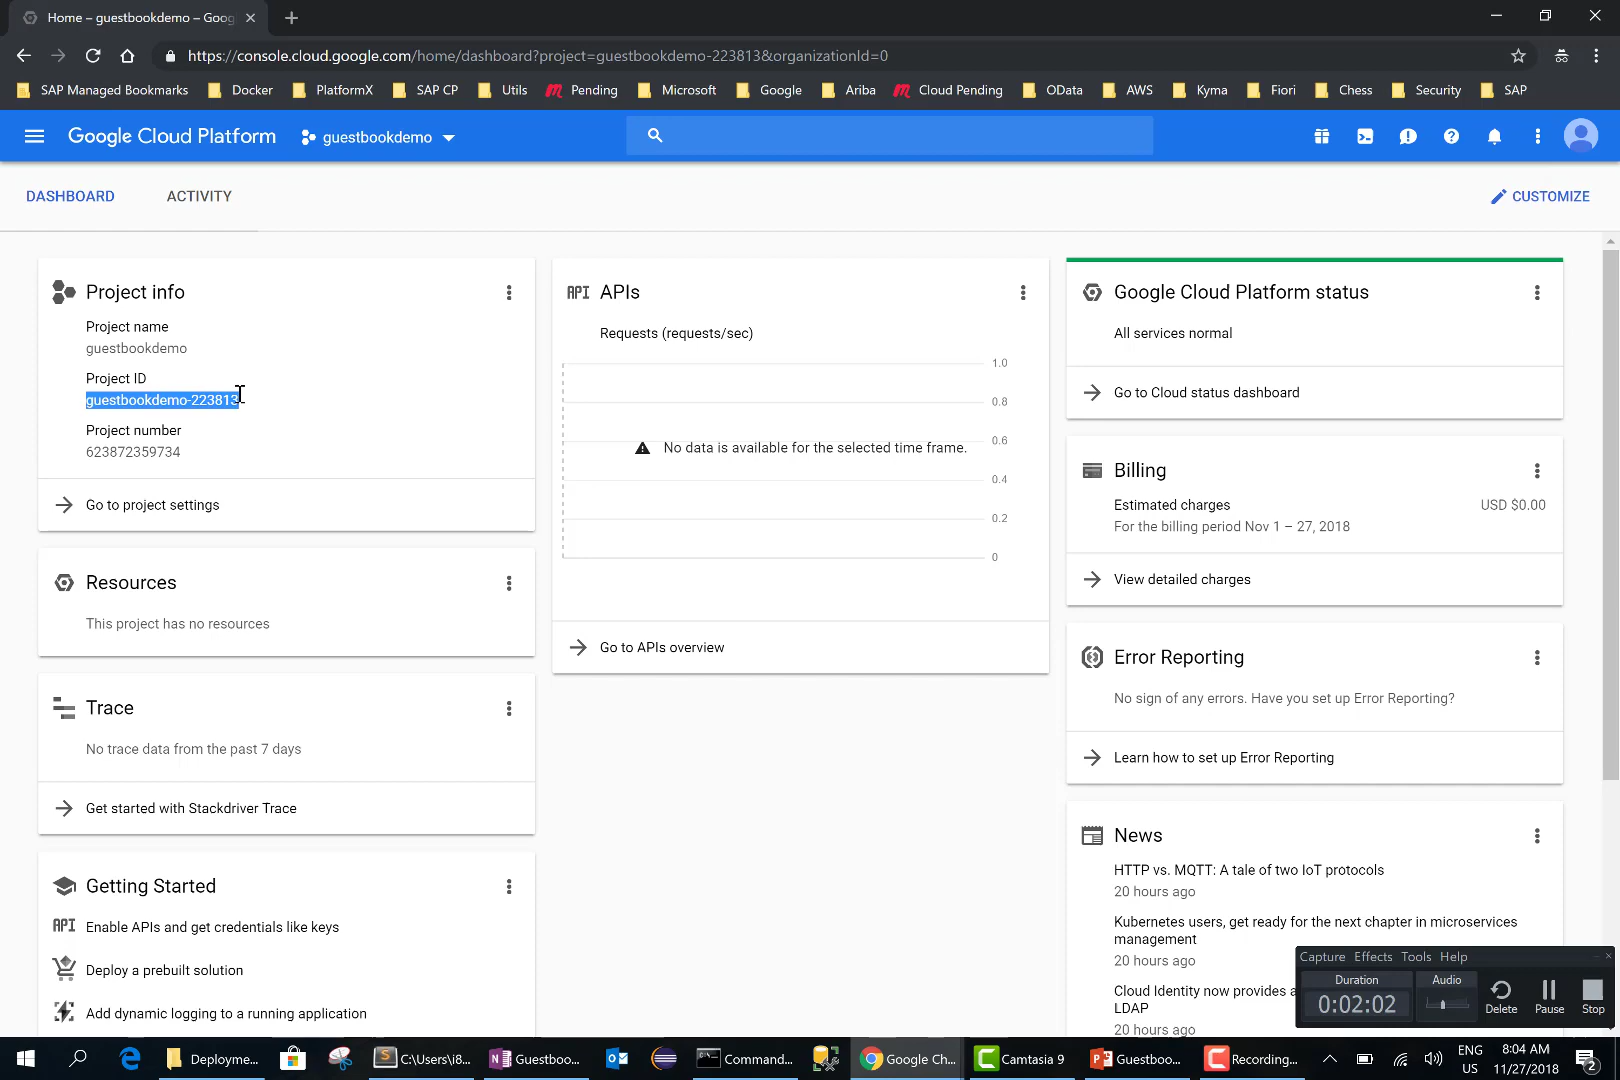 Home – guestbookdemo – Goog
https://console.cloud.google.com/home/dashboard?project=guestbookdemo-223813&organizationId=0
SAP Managed Bookmarks Docker PlatformX SAP CP Utils Pending Microsoft Google Ariba Cloud Pending OData AWS Kyma Fiori Chess Security SAP
Google Cloud Platform guestbookdemo
DASHBOARD ACTIVITY CUSTOMIZE
Project info
Project name
guestbookdemo
Project ID
guestbookdemo-223813
Project number
623872359734
Go to project settings
Resources
This project has no resources
Trace
No trace data from the past 7 days
Get started with Stackdriver Trace
Getting Started
API Enable APIs and get credentials like keys
Deploy a prebuilt solution
Add dynamic logging to a running application
API APIs
Requests (requests/sec)
1.0
0.8
No data is available for the selected time frame.
0.6
0.4
0.2
0
Go to APIs overview
Google Cloud Platform status
All services normal
Go to Cloud status dashboard
Billing
Estimated charges USD $0.00
For the billing period Nov 1 – 27, 2018
View detailed charges
Error Reporting
No sign of any errors. Have you set up Error Reporting?
Learn how to set up Error Reporting
News
HTTP vs. MQTT: A tale of two IoT protocols
20 hours ago
Kubernetes users, get ready for the next chapter in microservices
management
20 hours ago
Cloud Identity now provides a
LDAP
20 hours ago
Capture Effects Tools Help
Duration Audio
0:02:02 Delete Pause Stop
Deployme... C:\Users\i8... Guestboo... Command... Google Ch... Camtasia 9 Guestboo... Recording...
ENG
US
8:04 AM
11/27/2018
2